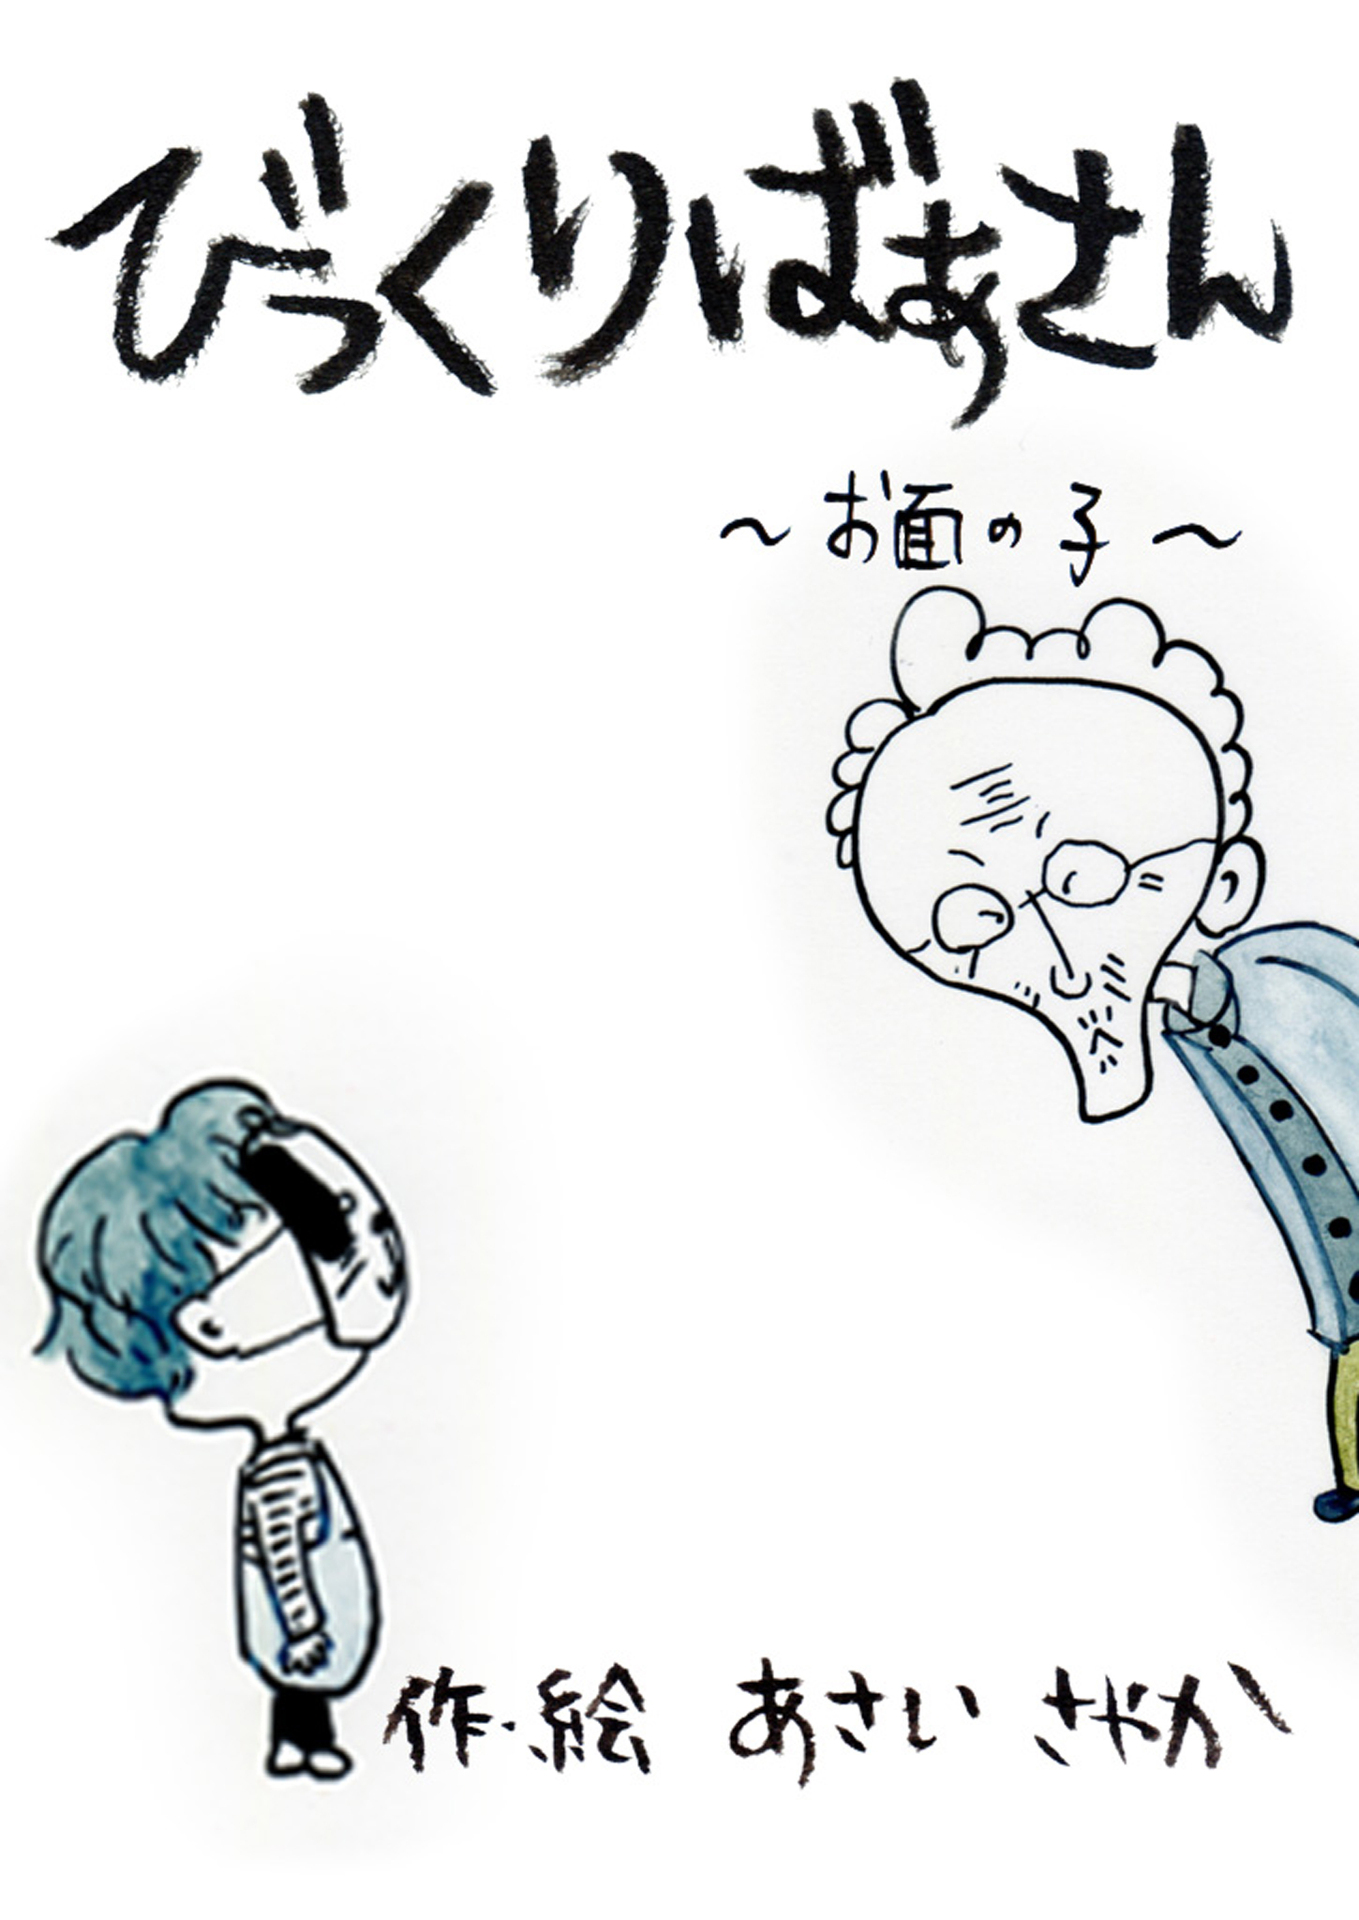 びっくりばぁさん
～お面の子～
作・絵 あさい さやか